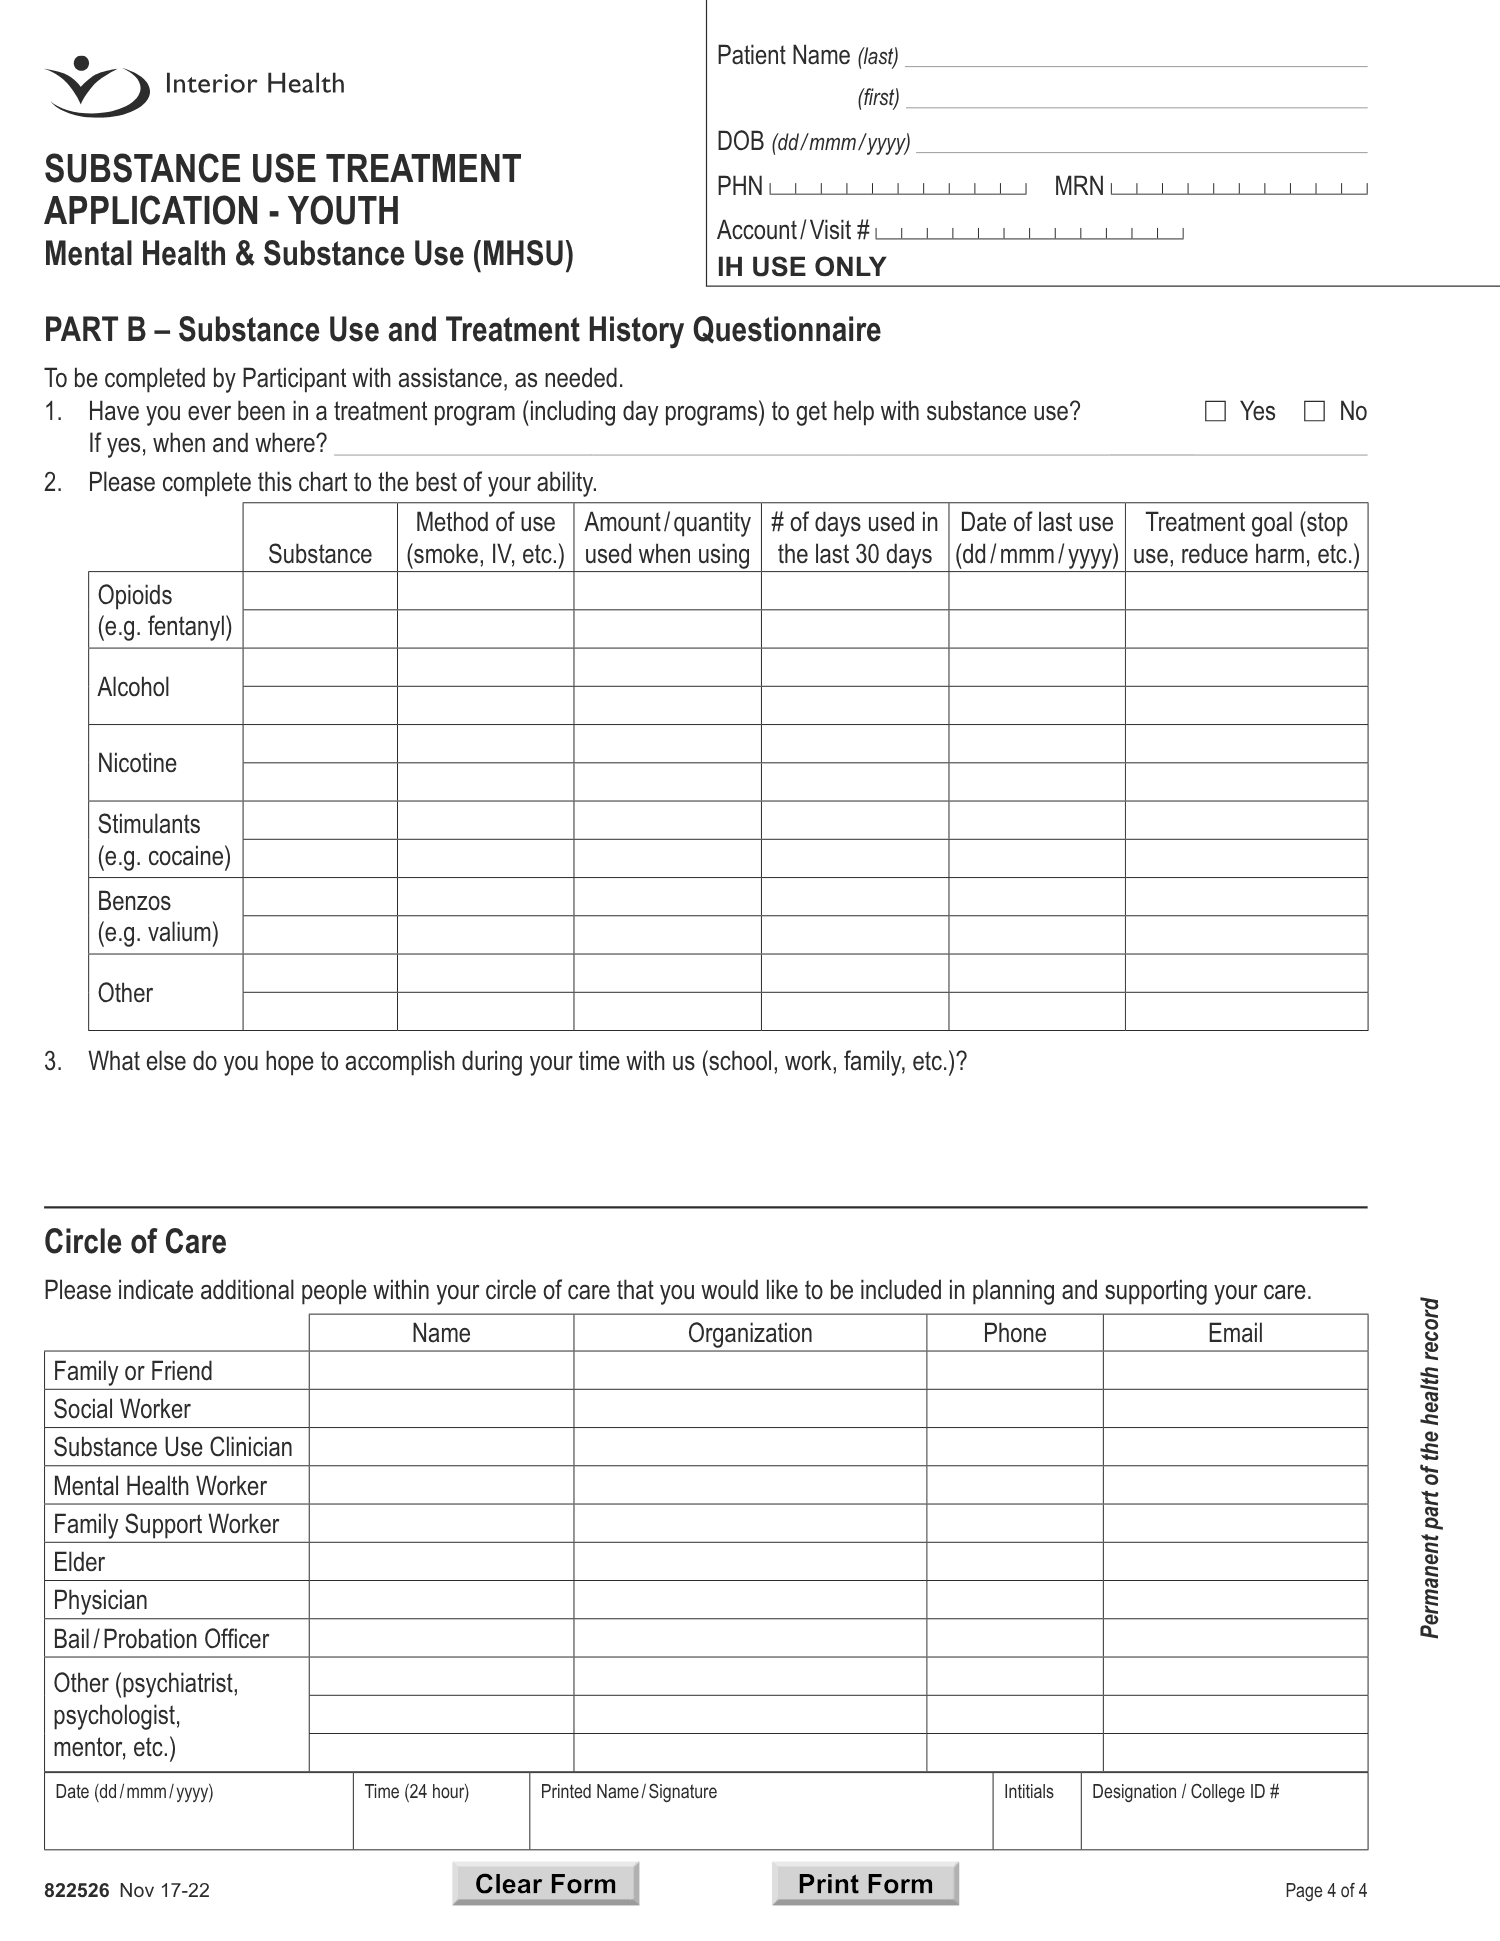 Interior Health
SUBSTANCE USE TREATMENT
APPLICATION - YOUTH
Mental Health & Substance Use (MHSU)
Patient Name (last)
(first)
DOB (dd/mmm/yyyy)
PHN MRN
Account/Visit #
IH USE ONLY
PART B – Substance Use and Treatment History Questionnaire
To be completed by Participant with assistance, as needed.
1. Have you ever been in a treatment program (including day programs) to get help with substance use? ☐ Yes ☐ No
If yes, when and where?
2. Please complete this chart to the best of your ability.
Substance
Method of use
(smoke, IV, etc.)
Amount/quantity
used when using
# of days used in
the last 30 days
Date of last use
(dd/mmm/yyyy)
Treatment goal (stop
use, reduce harm, etc.)
Opioids
(e.g. fentanyl)
Alcohol
Nicotine
Stimulants
(e.g. cocaine)
Benzos
(e.g. valium)
Other
3. What else do you hope to accomplish during your time with us (school, work, family, etc.)?
Circle of Care
Please indicate additional people within your circle of care that you would like to be included in planning and supporting your care.
Name Organization Phone Email
Family or Friend
Social Worker
Substance Use Clinician
Mental Health Worker
Family Support Worker
Elder
Physician
Bail/Probation Officer
Other (psychiatrist,
psychologist,
mentor, etc.)
Date (dd/mmm/yyyy) Time (24 hour) Printed Name/Signature Intitials Designation / College ID #
Permanent part of the health record
822526 Nov 17-22
Clear Form
Print Form
Page 4 of 4